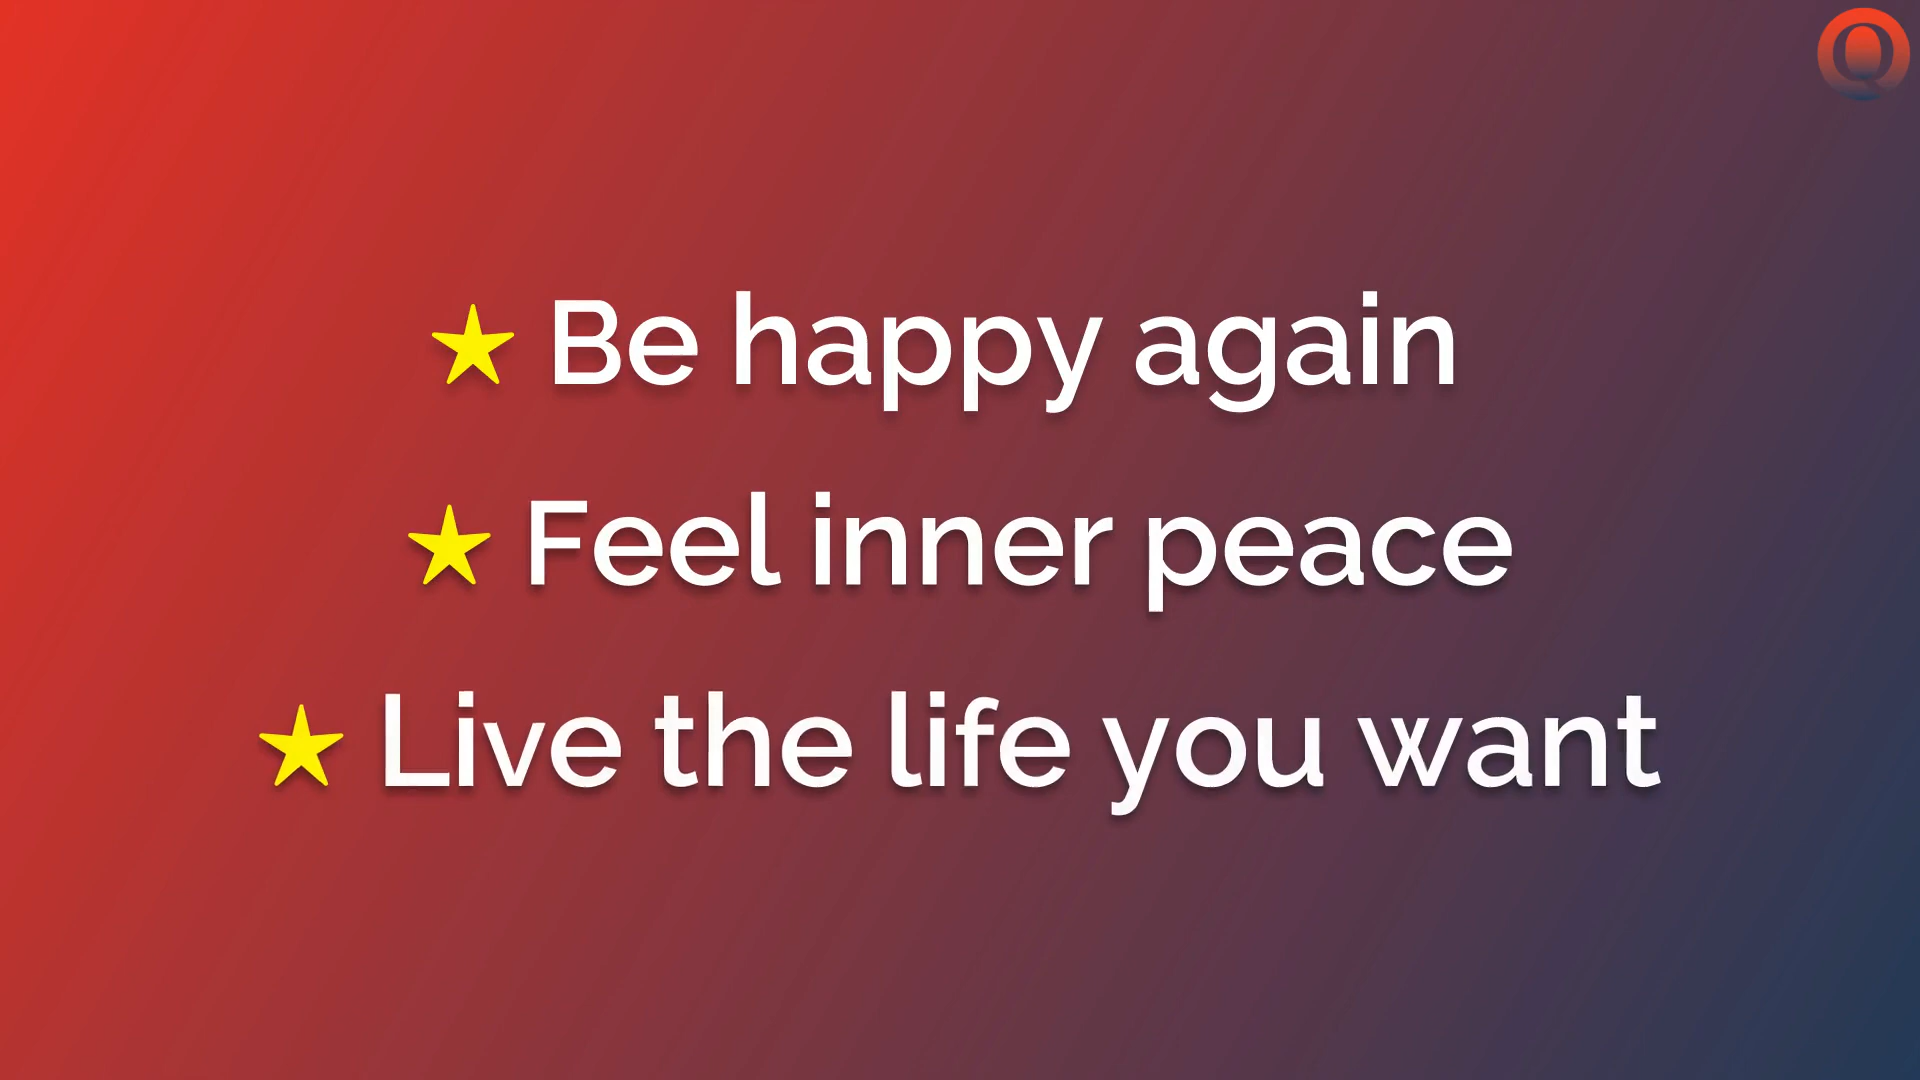 Q
★ Be happy again
★ Feel inner peace
★ Live the life you want